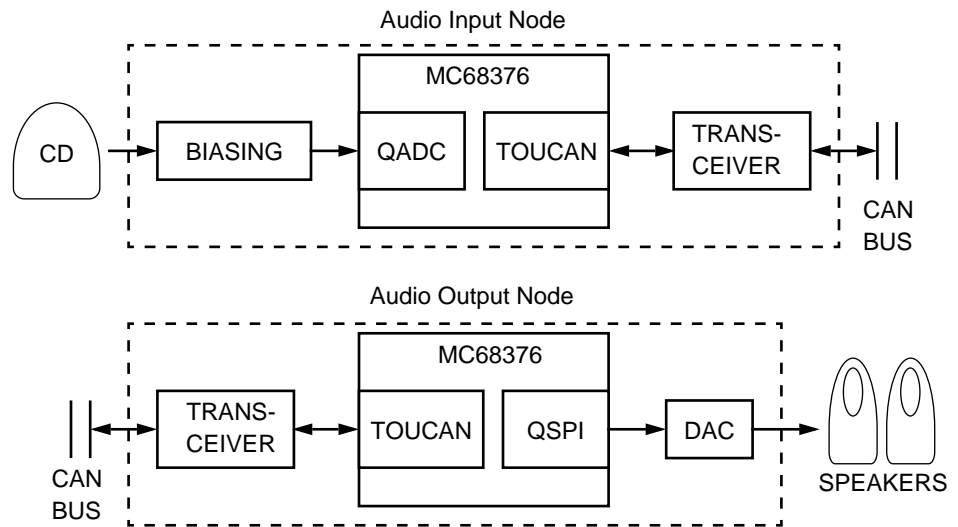 Audio Input Node
MC68376
CD
BIASING
QADC
TOUCAN
TRANS-
CEIVER
CAN
BUS
Audio Output Node
MC68376
TRANS-
CEIVER
TOUCAN
QSPI
DAC
CAN
BUS
SPEAKERS